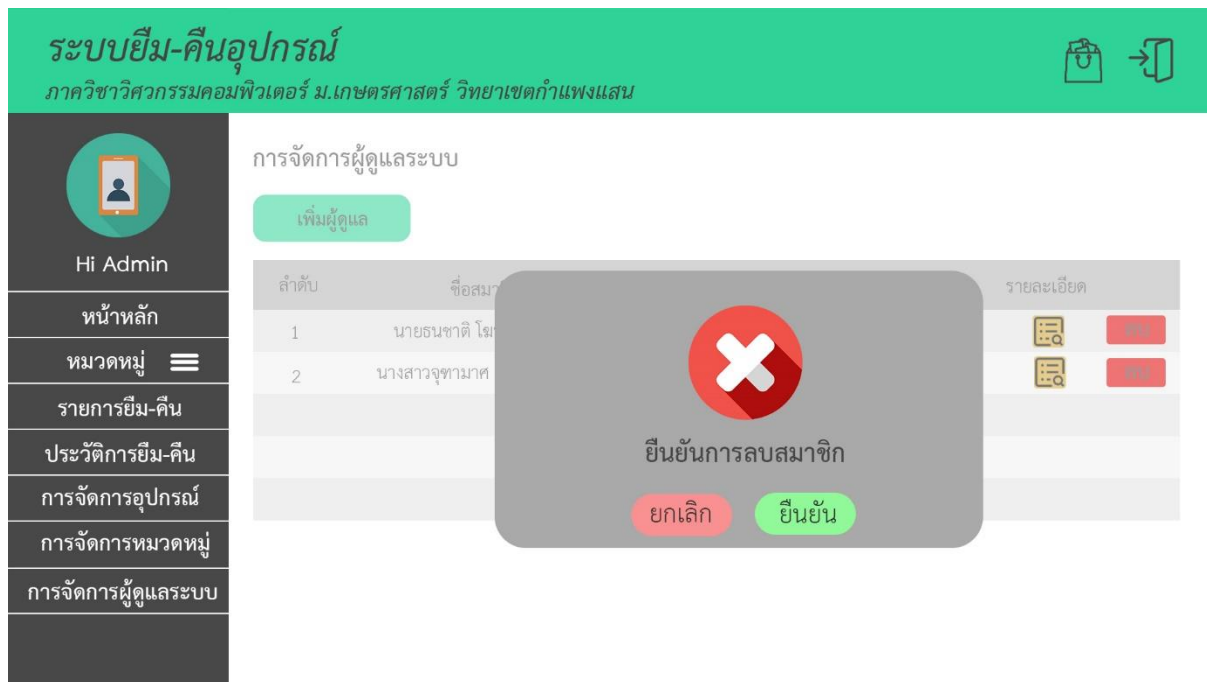 ระบบยืม-คืนอุปกรณ์
ภาควิชาวิศวกรรมคอมพิวเตอร์ ม.เกษตรศาสตร์ วิทยาเขตกำแพงแสน
Hi Admin
หน้าหลัก
หมวดหมู่
รายการยืม-คืน
ประวัติการยืม-คืน
การจัดการอุปกรณ์
การจัดการหมวดหมู่
การจัดการผู้ดูแลระบบ
การจัดการผู้ดูแลระบบ
เพิ่มผู้ดูแล
ลำดับ รายละเอียด
1 นายธนชาติ
2 นางสาวจุฑามาศ
ยืนยันการลบสมาชิก
ยกเลิก ยืนยัน